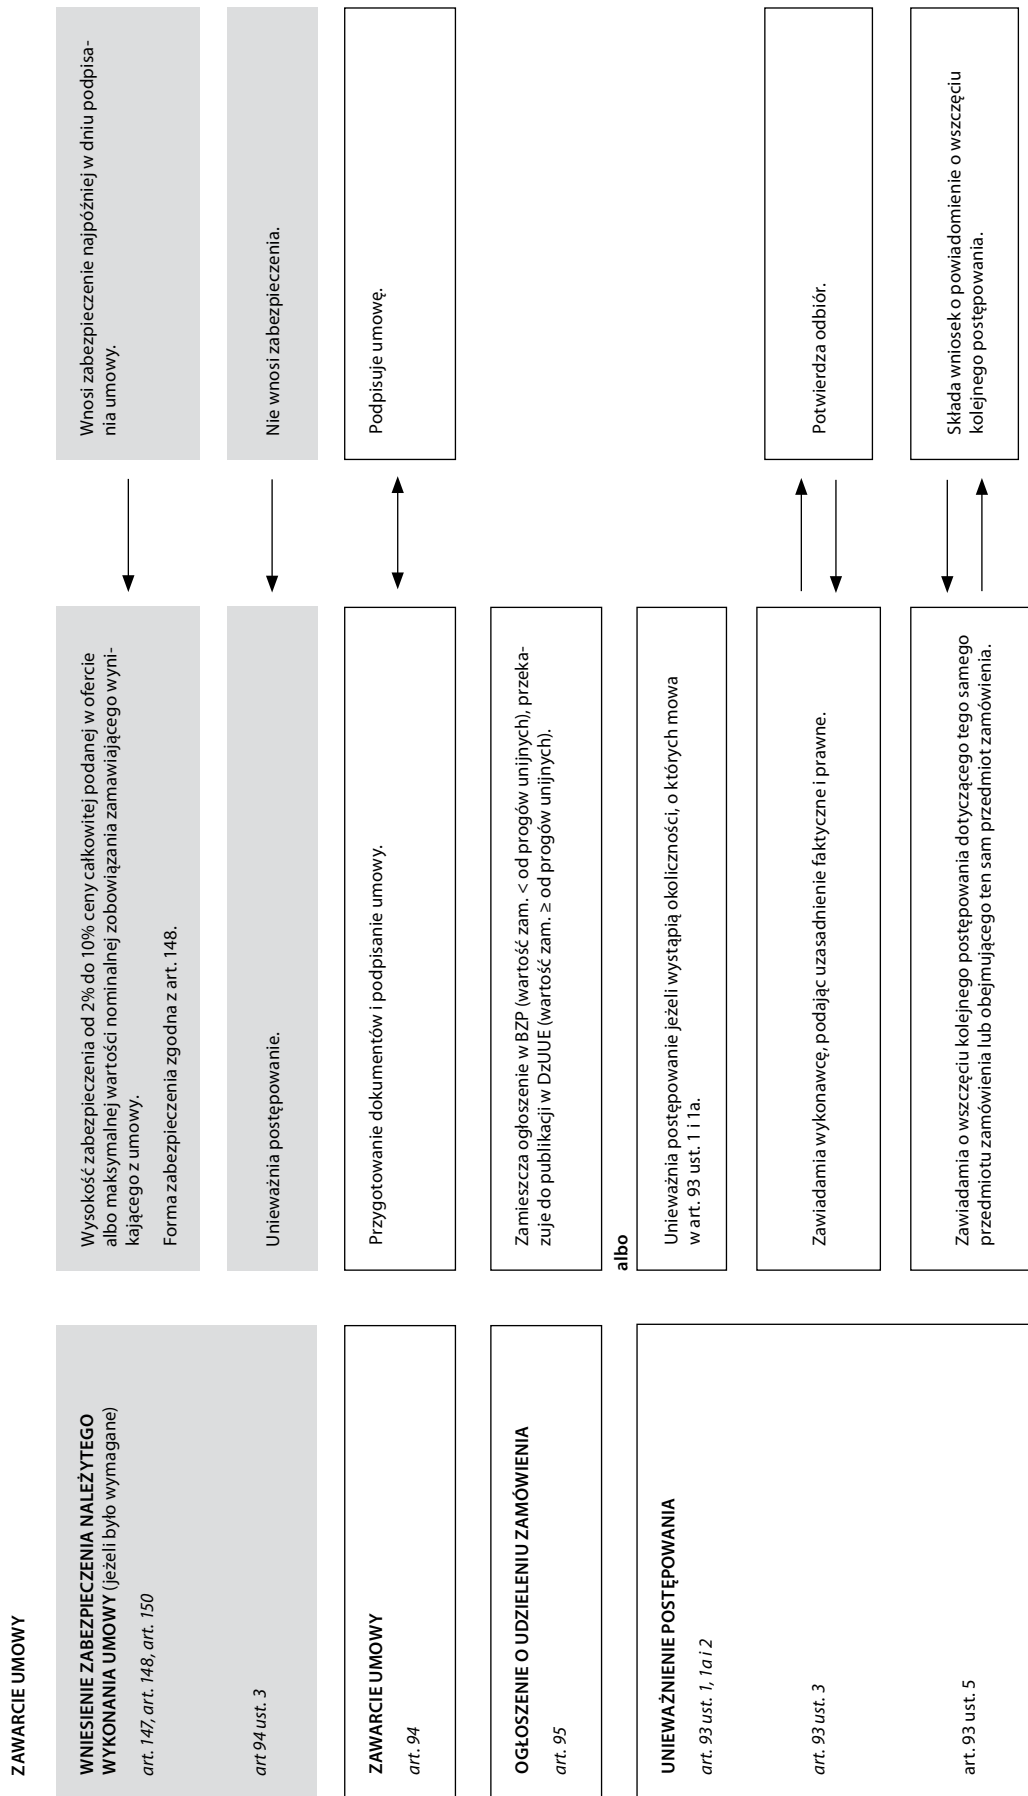 ZAWARCIE UMOWY
WNIESIENIE ZABEZPIECZENIA NALEŻYTEGO
WYKONANIA UMOWY (jeżeli było wymagane)
art. 147, art. 148, art. 150
Wysokość zabezpieczenia od 2% do 10% ceny całkowitej podanej w ofercie
albo maksymalnej wartości nominalnej zobowiązania zamawiającego wyni-
kającego z umowy.
Forma zabezpieczenia zgodna z art. 148.
Wnosi zabezpieczenie najpóźniej w dniu podpisa-
nia umowy.
art 94 ust. 3
Unieważnia postępowanie.
Nie wnosi zabezpieczenia.
ZAWARCIE UMOWY
art. 94
Przygotowanie dokumentów i podpisanie umowy.
Podpisuje umowę.
OGŁOSZENIE O UDZIELENIU ZAMÓWIENIA
art. 95
Zamieszcza ogłoszenie w BZP (wartość zam. < od progów unijnych), przeka-
zuje do publikacji w DzUUE (wartość zam. ≥ od progów unijnych).
albo
UNIEWAŻNIENIE POSTĘPOWANIA
art. 93 ust. 1, 1a i 2
Unieważnia postępowanie jeżeli wystąpią okoliczności, o których mowa
w art. 93 ust. 1 i 1a.
art. 93 ust. 3
Zawiadamia wykonawcę, podając uzasadnienie faktyczne i prawne.
Potwierdza odbiór.
art. 93 ust. 5
Zawiadamia o wszczęciu kolejnego postępowania dotyczącego tego samego
przedmiotu zamówienia lub obejmującego ten sam przedmiot zamówienia.
Składa wniosek o powiadomienie o wszczęciu
kolejnego postępowania.